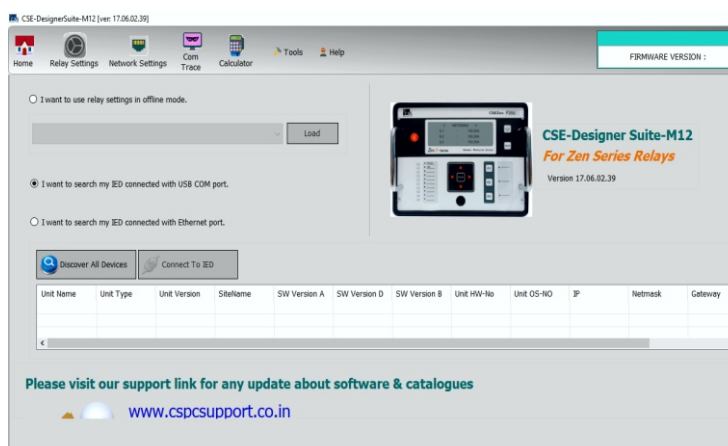 CSE-DesignerSuite-M12 [ver: 17.06.02.39]
Home
Relay Settings
Network Settings
Com Trace
Calculator
Tools
Help
FIRMWARE VERSION :
I want to use relay settings in offline mode.
Load
I want to search my IED connected with USB COM port.
I want to search my IED connected with Ethernet port.
CSE-Designer Suite-M12
For Zen Series Relays
Version 17.06.02.39
Discover All Devices
Connect To IED
Unit Name Unit Type Unit Version SiteName SW Version A SW Version D SW Version B Unit HW-No Unit OS-NO IP Netmask Gateway
Please visit our support link for any update about software & catalogues
www.cspcsupport.co.in